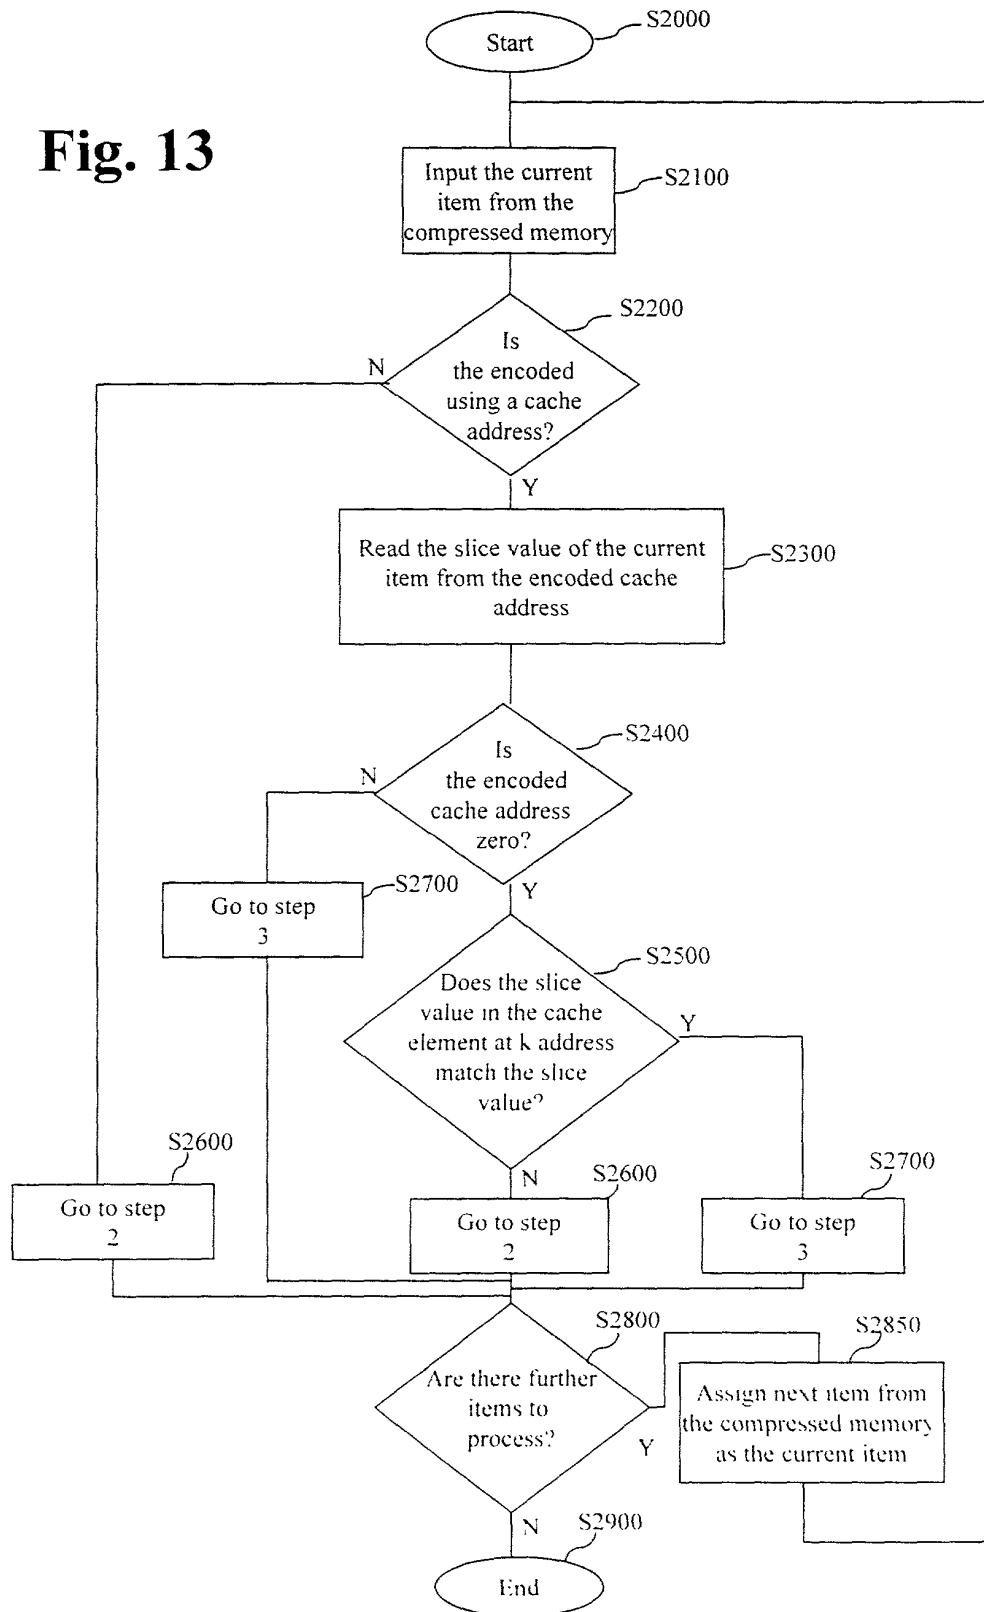 Start
S2000
Fig. 13
Input the current
item from the
compressed memory
S2100
S2200
Is
the encoded
using a cache
address?
N
Y
Read the slice value of the current
item from the encoded cache
address
S2300
S2400
Is
the encoded
cache address
zero?
N
Y
S2700
Go to step
3
S2500
Does the slice
value in the cache
element at k address
match the slice
value?
Y
N
S2600
Go to step
2
S2600
Go to step
2
S2700
Go to step
3
S2800
Are there further
items to
process?
Y
N
S2850
Assign next item from
the compressed memory
as the current item
S2900
End